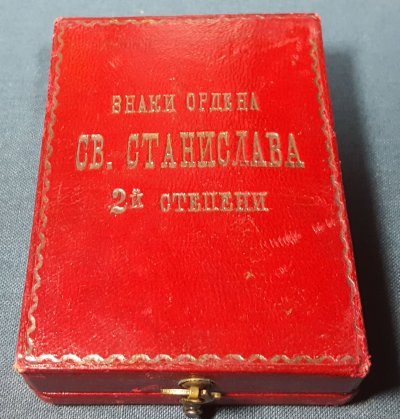 ЗНАКИ ОРДЕНА
СВ. СТАНИСЛАВА
2й СТЕПЕНИ